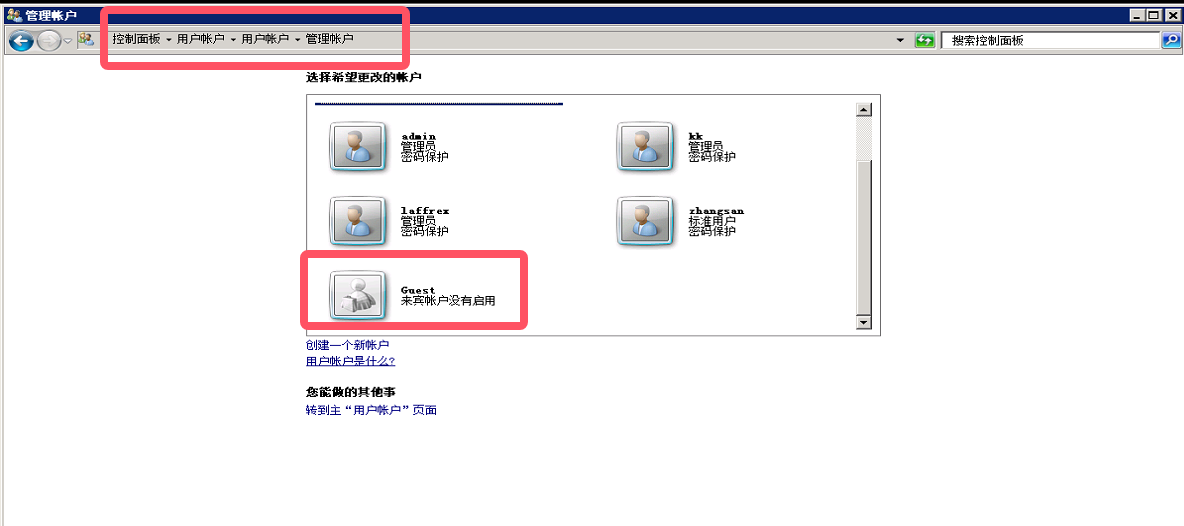 管理帐户
控制面板 用户帐户 用户帐户 管理帐户
搜索控制面板
选择希望更改的帐户
admin
管理员
密码保护
kk
管理员
密码保护
laffrex
管理员
密码保护
zhangsan
标准用户
密码保护
Guest
来宾帐户没有启用
创建一个新帐户
用户帐户是什么?
您能做的其他事
转到主“用户帐户”页面